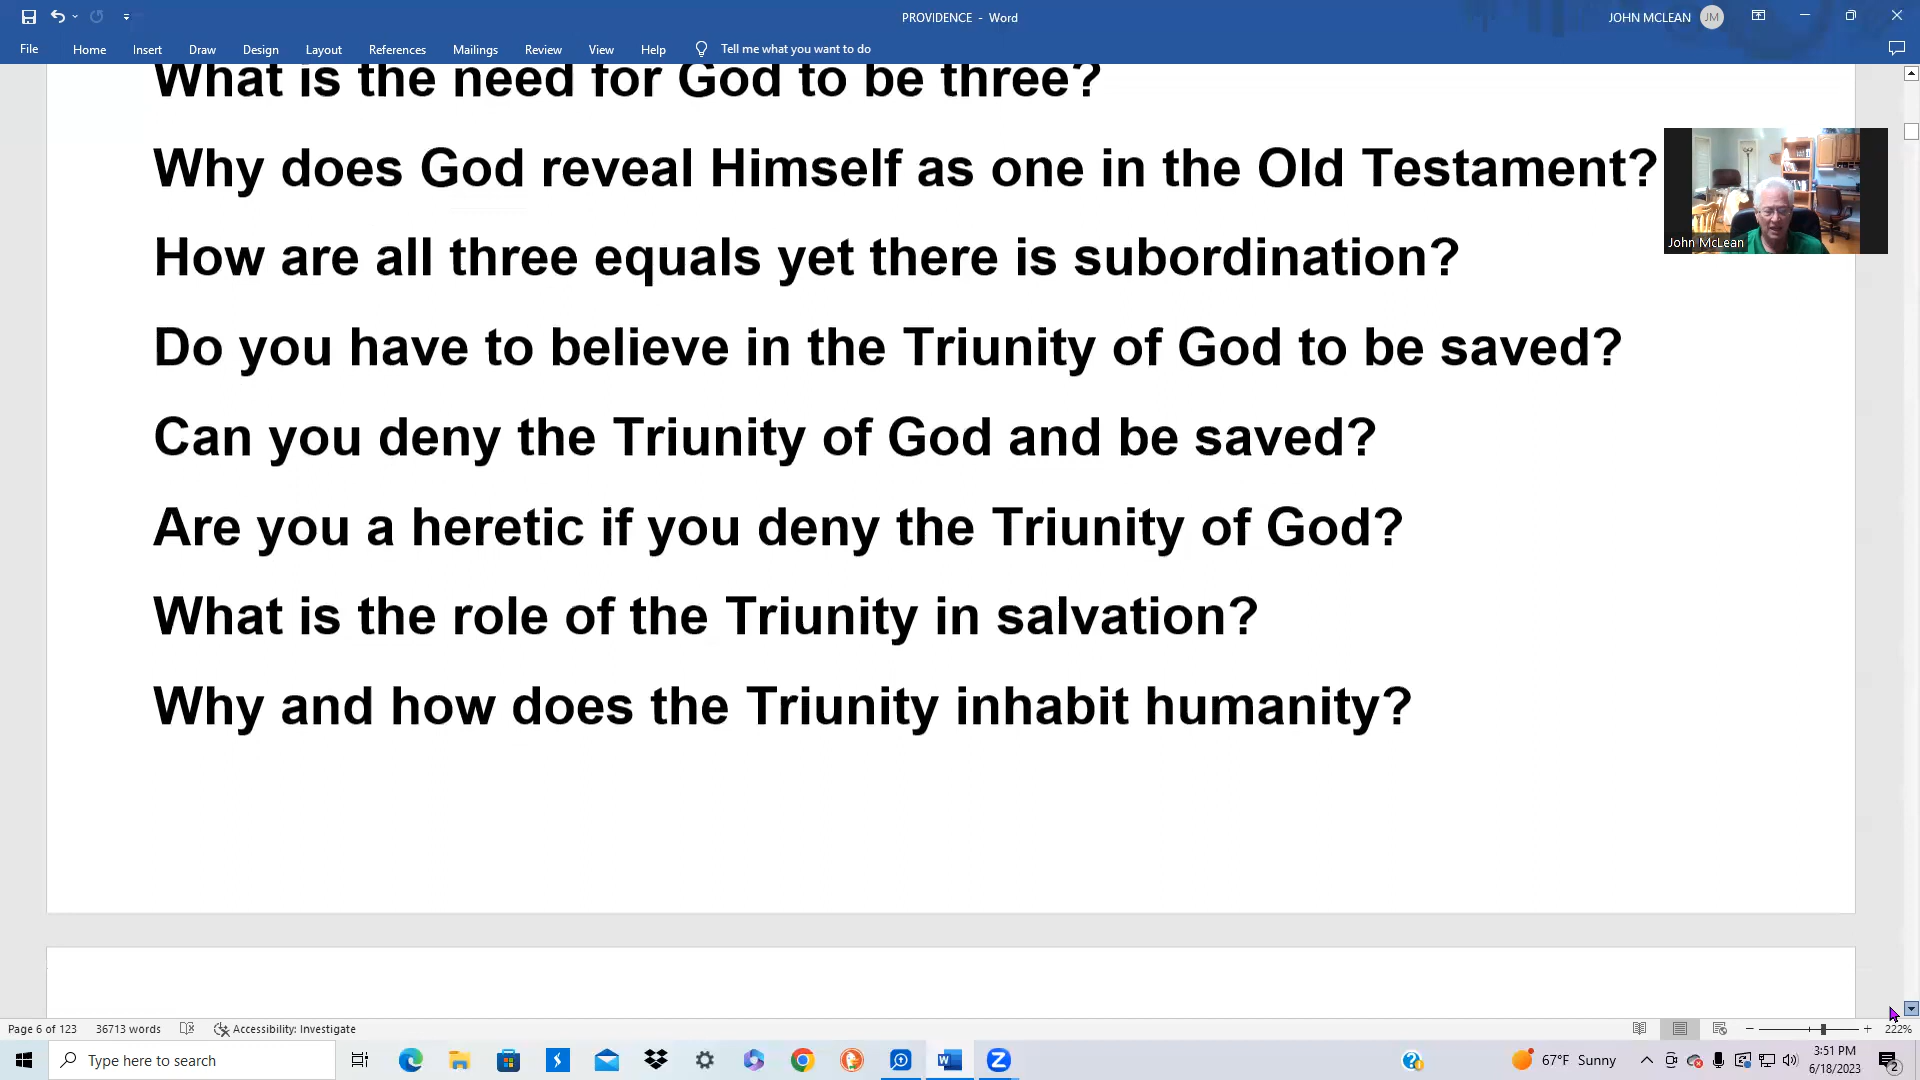 PROVIDENCE - Word
JOHN MCLEAN
JM
File
Home
Insert
Draw
Design
Layout
References
Mailings
Review
View
Help
Tell me what you want to do
What is the need for God to be three?
Why does God reveal Himself as one in the Old Testament?
How are all three equals yet there is subordination?
Do you have to believe in the Triunity of God to be saved?
Can you deny the Triunity of God and be saved?
Are you a heretic if you deny the Triunity of God?
What is the role of the Triunity in salvation?
Why and how does the Triunity inhabit humanity?
John McLean
Page 6 of 123
36713 words
Accessibility: Investigate
222%
Type here to search
67°F Sunny
3:51 PM
6/18/2023
2